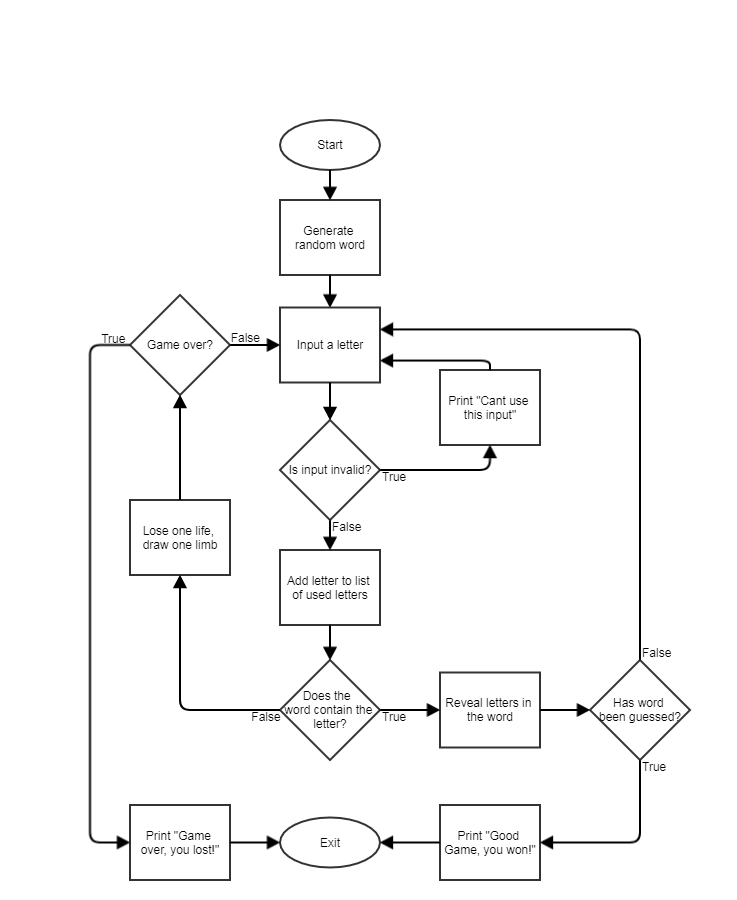 Start
Generate
random word
True
Game over?
False
Input a letter
Print "Cant use
this input"
Is input invalid?
True
False
Lose one life,
draw one limb
Add letter to list
of used letters
False
Does the
word contain the
letter?
True
Reveal letters in
the word
False
Has word
been guessed?
True
Print "Game
over, you lost!"
Exit
Print "Good
Game, you won!"